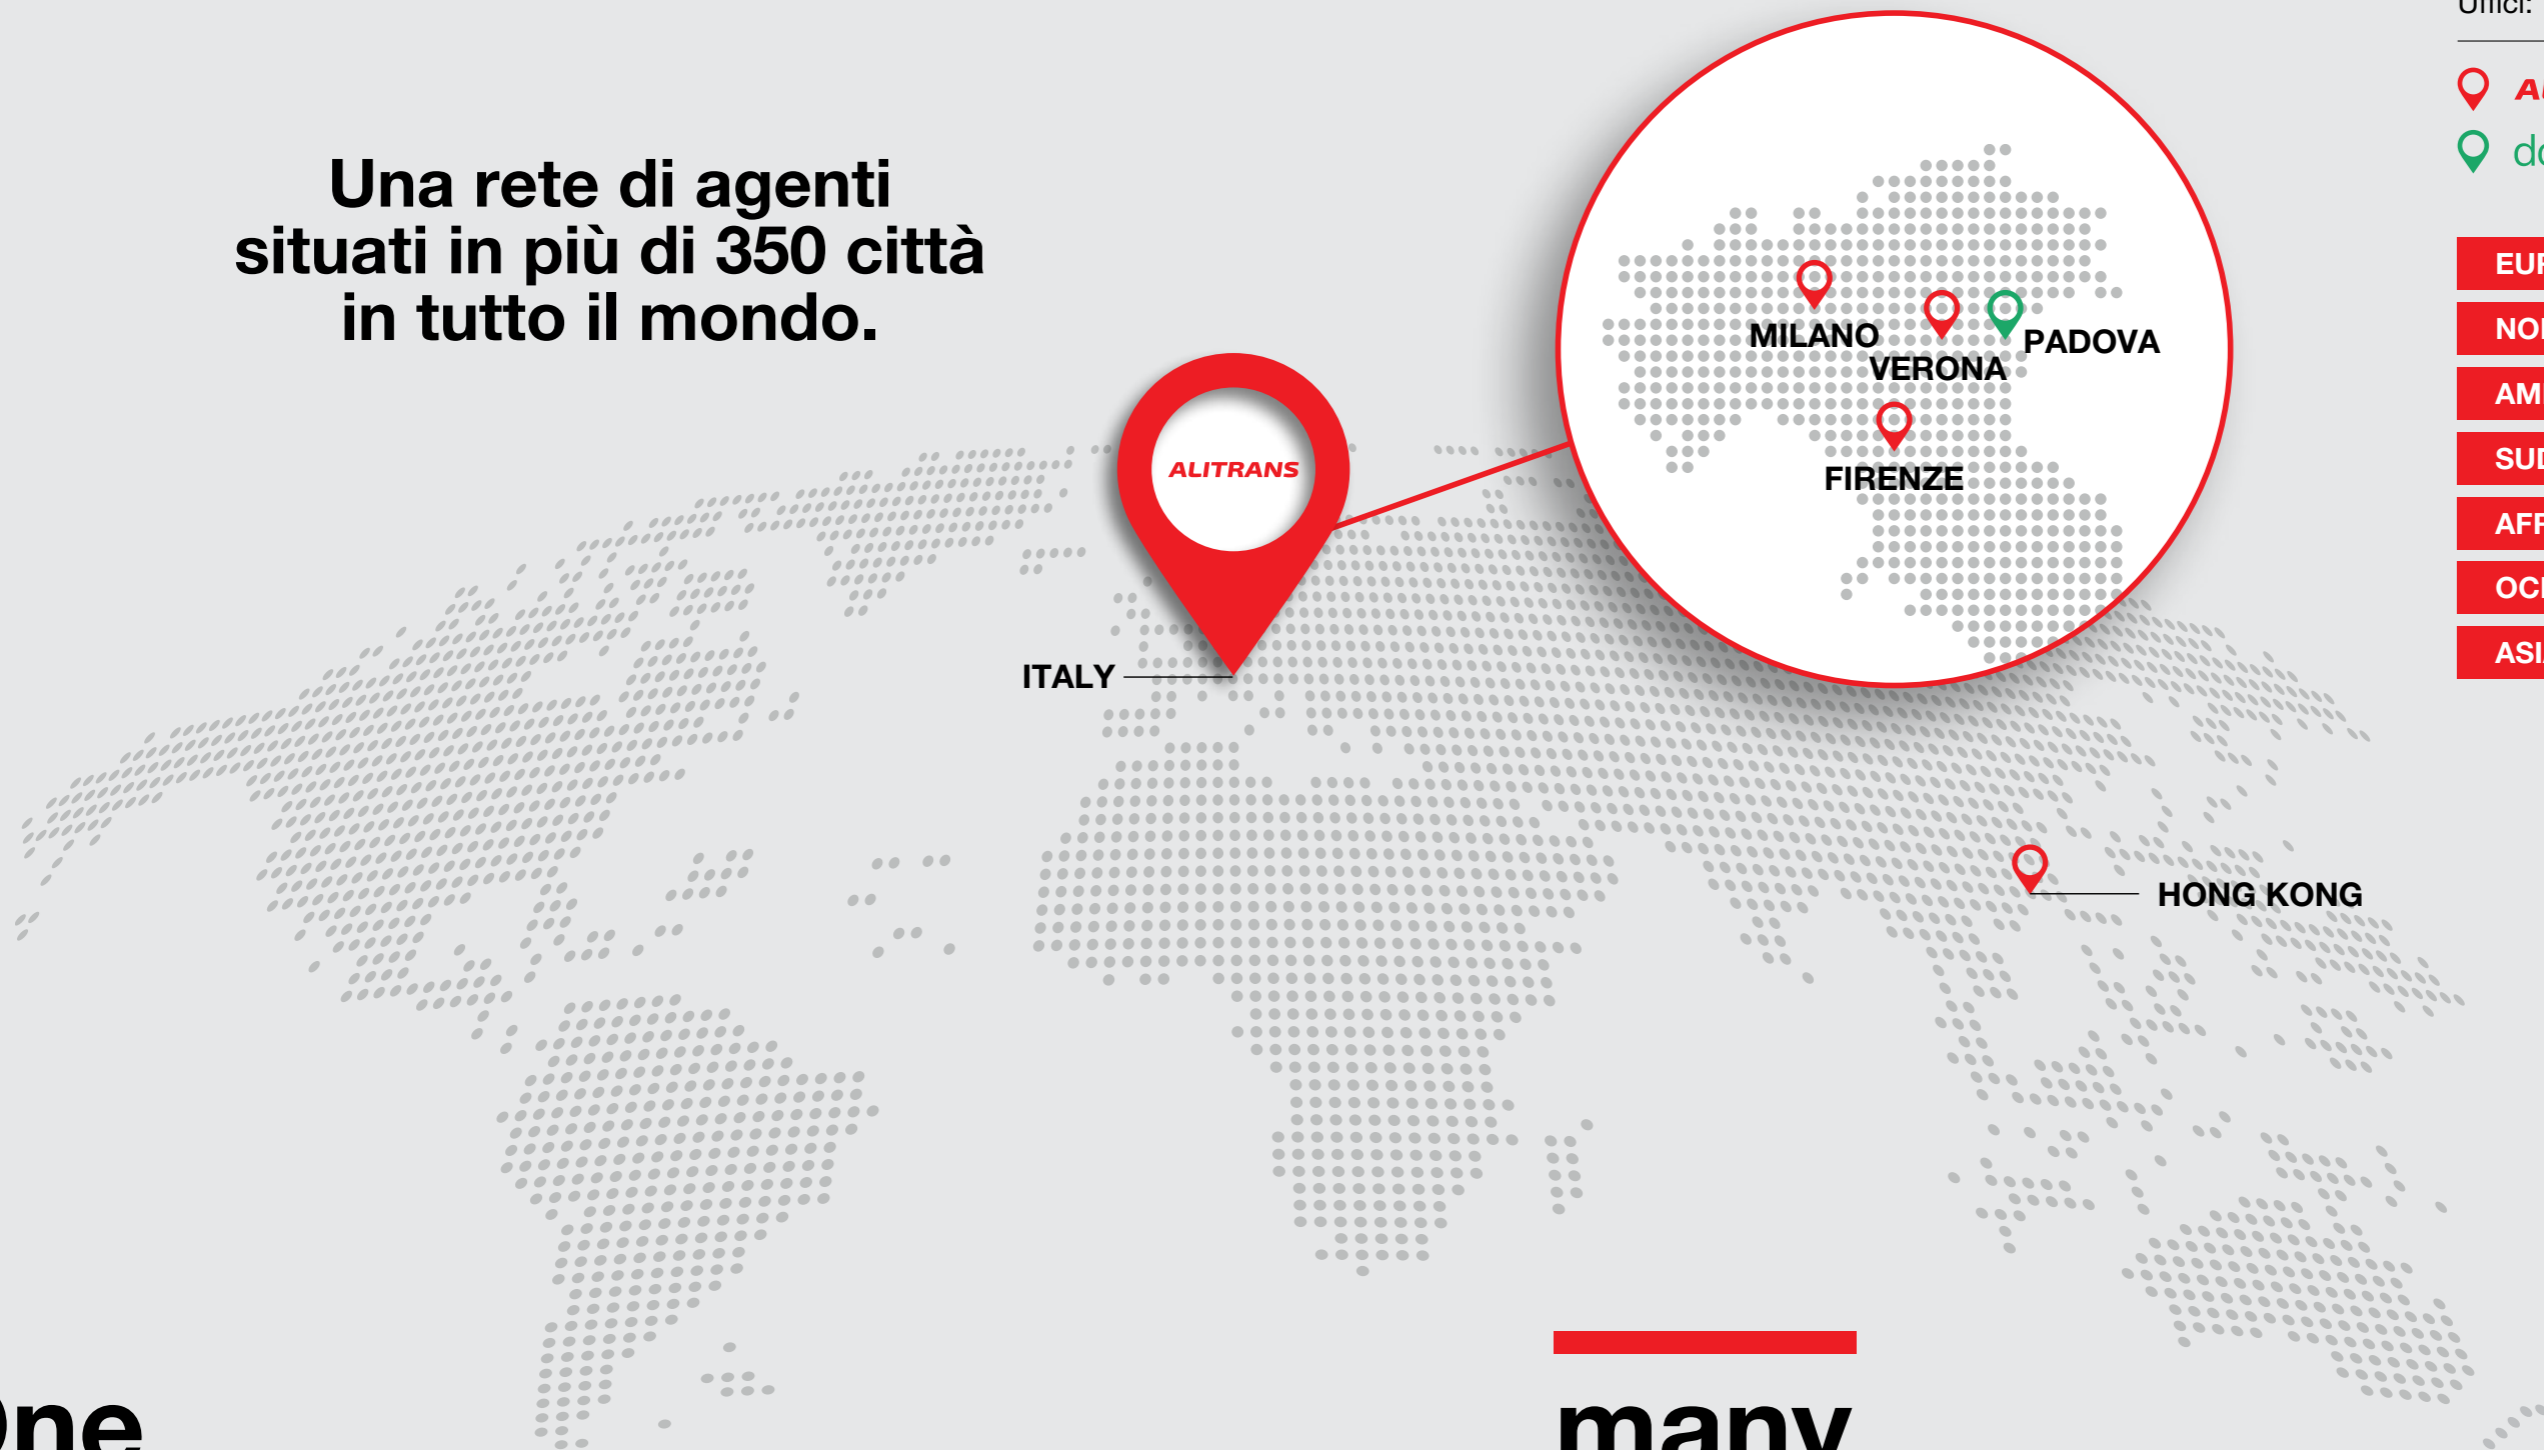 Una rete di agenti
situati in più di 350 città
in tutto il mondo.
ALITRANS
ITALY
MILANO
VERONA
PADOVA
FIRENZE
HONG KONG
Uffici:
many